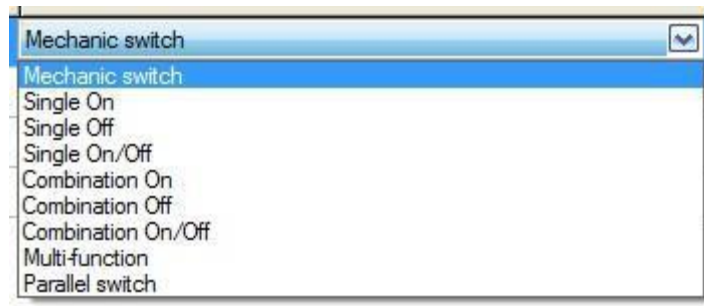 Mechanic switch
Mechanic switch
Single On
Single Off
Single On/Off
Combination On
Combination Off
Combination On/Off
Multi-function
Parallel switch